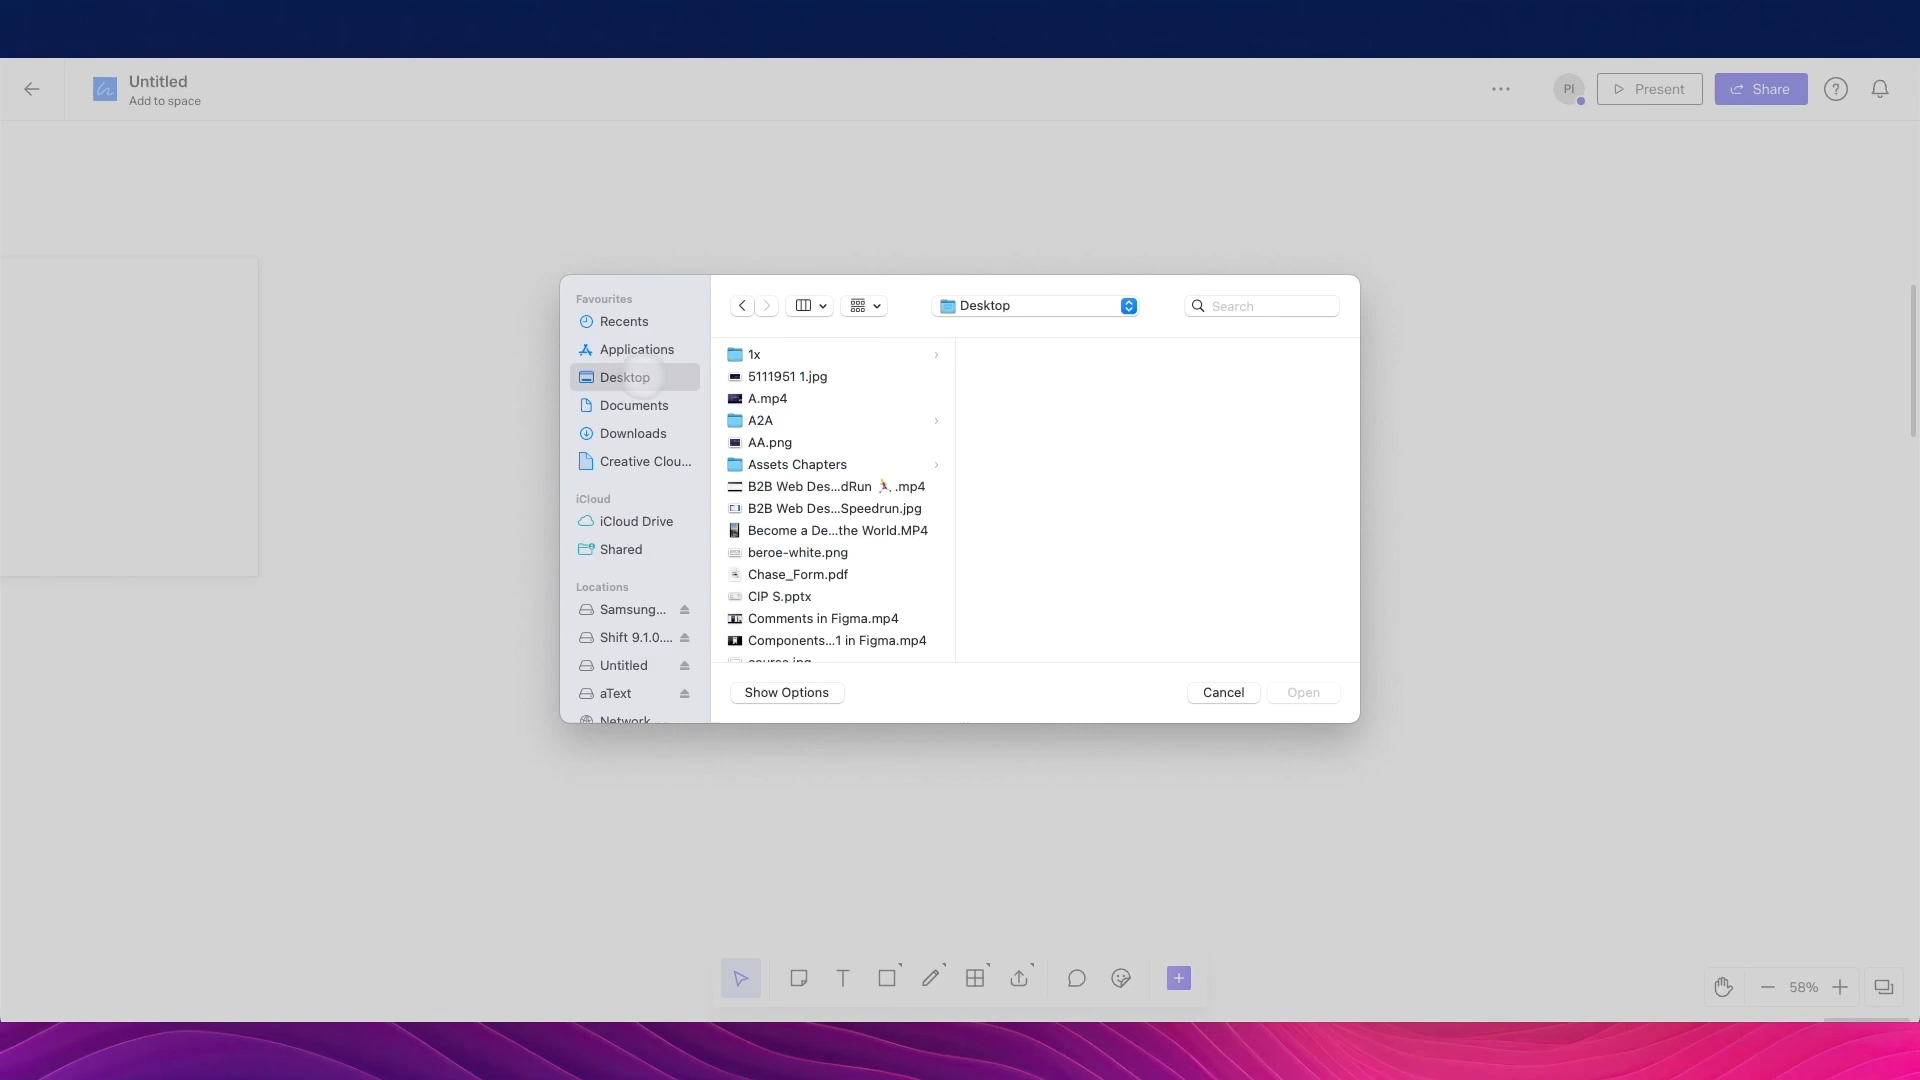 Untitled
Add to space
PI
Present
Share
Favourites
Recents
Applications
Desktop
Documents
Downloads
Creative Clou...
iCloud
iCloud Drive
Shared
Locations
Samsung...
Shift 9.1.0....
Untitled
aText
Network
Desktop
Search
1x
5111951 1.jpg
A.mp4
A2A
AA.png
Assets Chapters
B2B Web Des...dRun 🏃.mp4
B2B Web Des...Speedrun.jpg
Become a De...the World.MP4
beroe-white.png
Chase_Form.pdf
CIP S.pptx
Comments in Figma.mp4
Components...1 in Figma.mp4
Show Options
Cancel
Open
58%